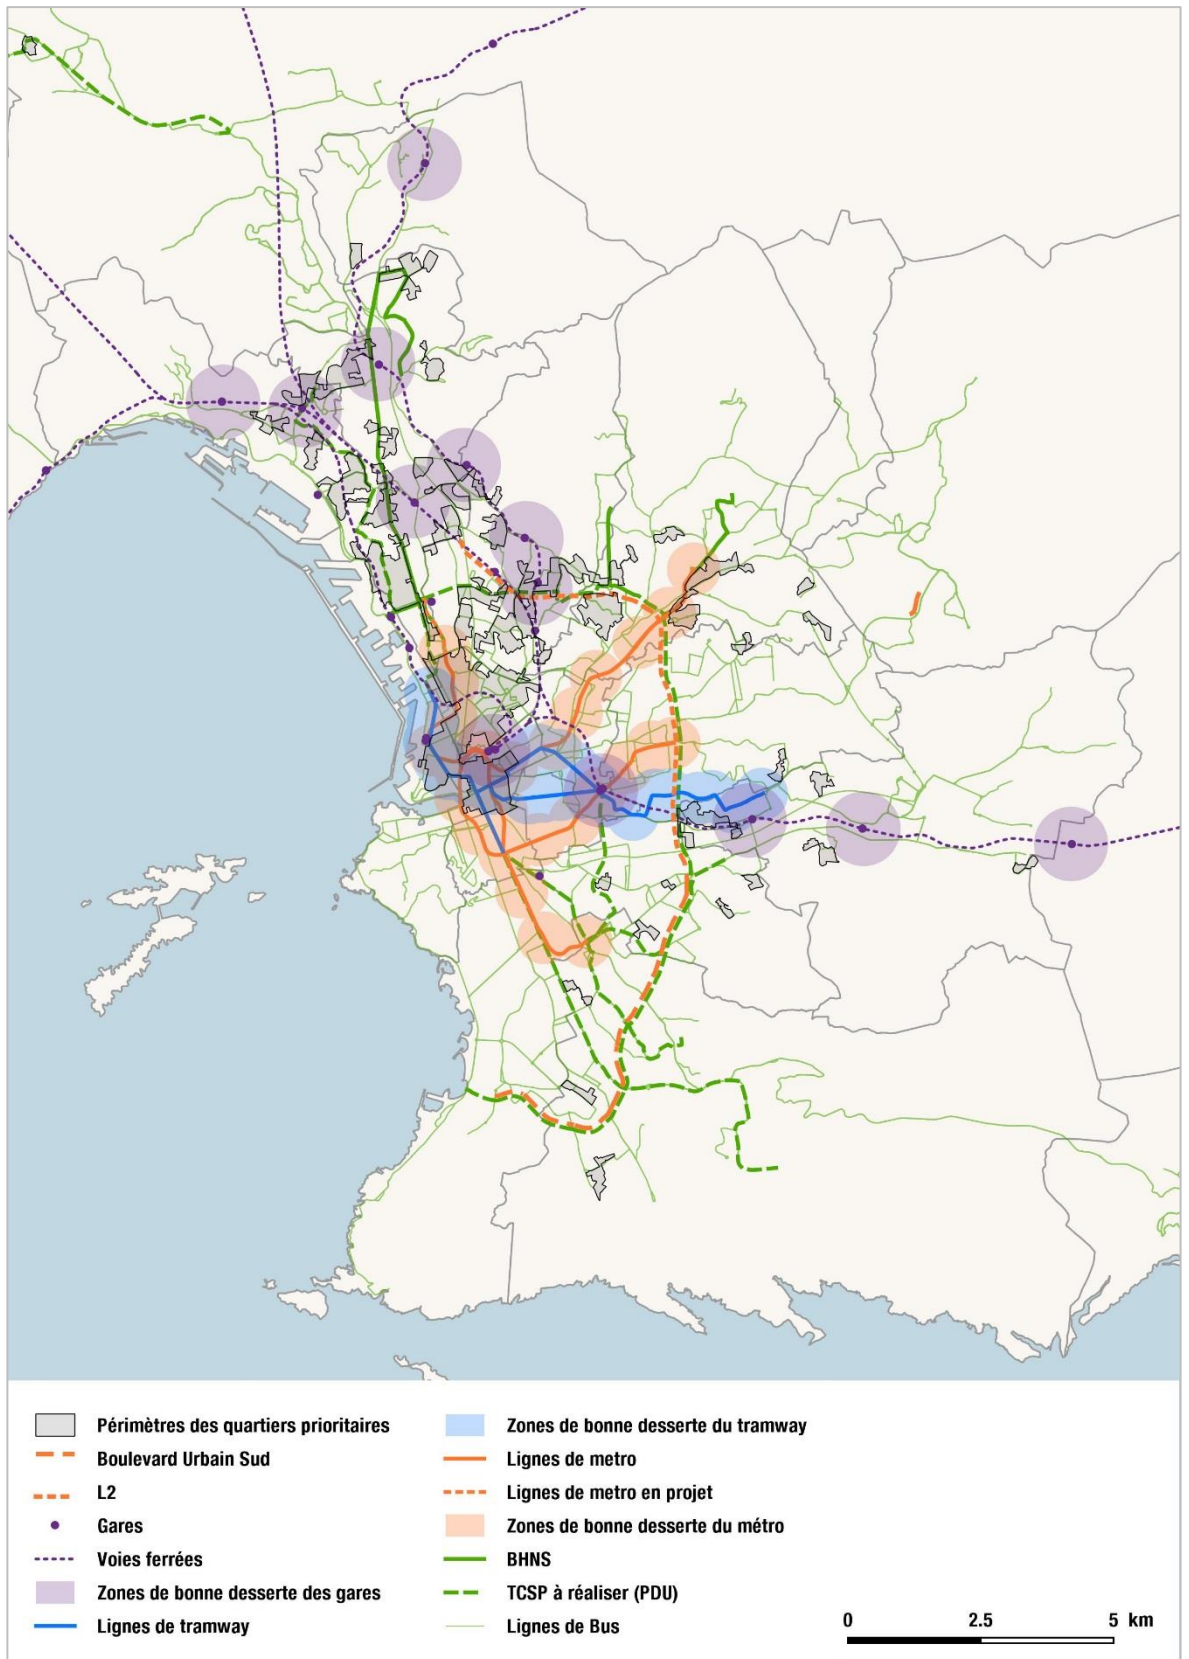 Périmètres des quartiers prioritaires
Boulevard Urbain Sud
L2
Gares
Voies ferrées
Zones de bonne desserte des gares
Lignes de tramway
Zones de bonne desserte du tramway
Lignes de metro
Lignes de metro en projet
Zones de bonne desserte du métro
BHNS
TCSP à réaliser (PDU)
Lignes de Bus
0 2.5 5 km